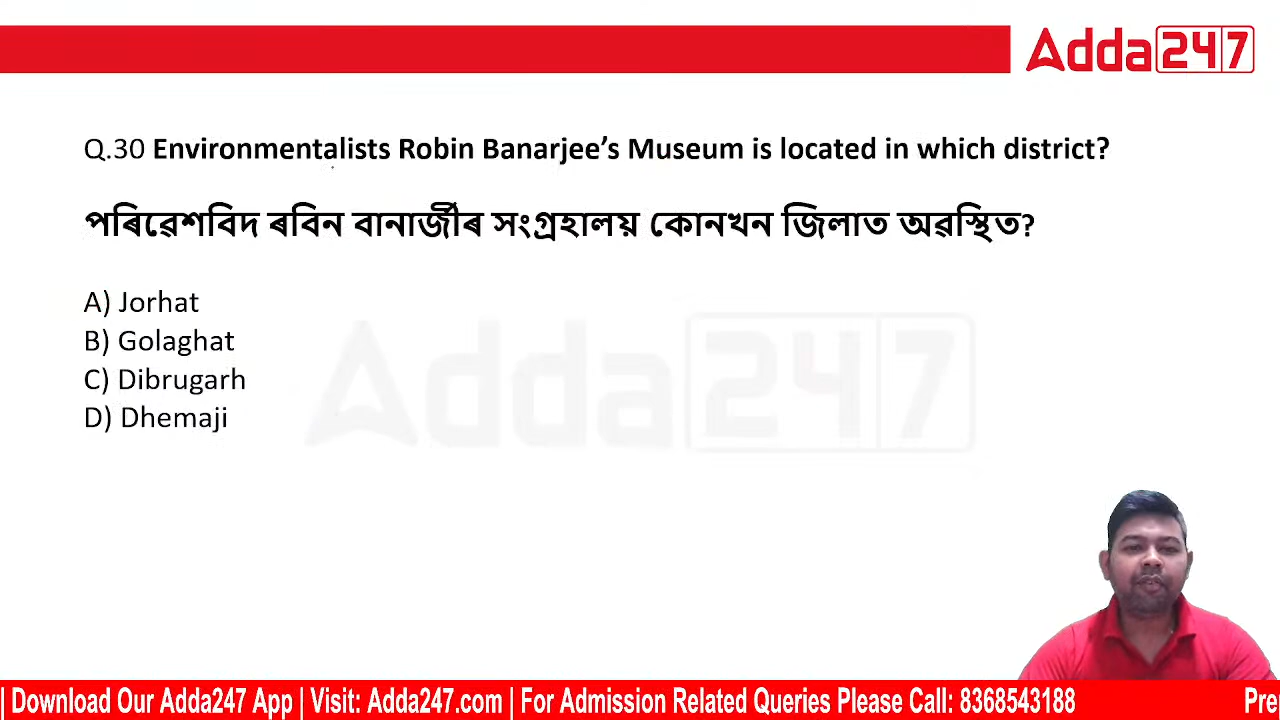 Adda247
Q.30 Environmentalists Robin Banarjee’s Museum is located in which district?
পৰিৱেশবিদ ৰবিন বানাৰ্জীৰ সংগ্ৰহালয় কোনখন জিলাত অৱস্থিত?
A) Jorhat
B) Golaghat
C) Dibrugarh
D) Dhemaji
Adda247
| Download Our Adda247 App | Visit: Adda247.com | For Admission Related Queries Please Call: 8368543188